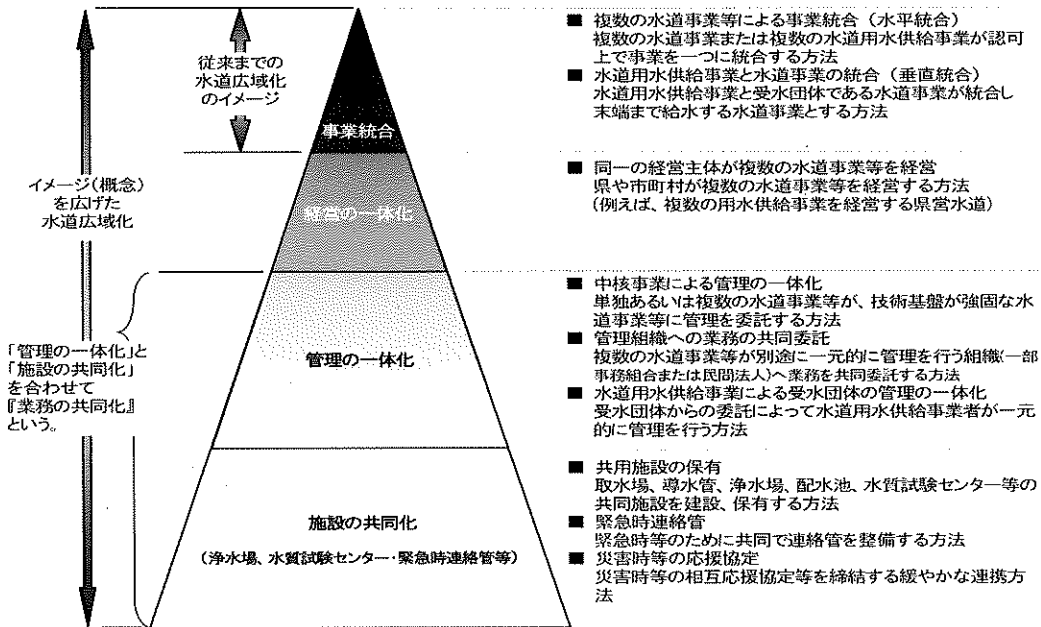 従来までの
水道広域化
のイメージ
イメージ(概念)
を広げた
水道広域化
「管理の一体化」と
「施設の共同化」
を合わせて
『業務の共同化』
という。
事業統合
経営の一体化
管理の一体化
施設の共同化
(浄水場、水質試験センター・緊急時連絡管等)
■ 複数の水道事業等による事業統合（水平統合）
複数の水道事業または複数の水道用水供給事業が認可
上で事業を一つに統合する方法
■ 水道用水供給事業と水道事業の統合（垂直統合）
水道用水供給事業と受水団体である水道事業が統合し
末端まで給水する水道事業とする方法
■ 同一の経営主体が複数の水道事業等を経営
県や市町村が複数の水道事業等を経営する方法
(例えば、複数の用水供給事業を経営する県営水道)
■ 中核事業による管理の一体化
単独あるいは複数の水道事業等が、技術基盤が強固な水
道事業等に管理を委託する方法
■ 管理組織への業務の共同委託
複数の水道事業等が別途に一元的に管理を行う組織(一部
事務組合または民間法人)へ業務を共同委託する方法
■ 水道用水供給事業による受水団体の管理の一体化
受水団体からの委託によって水道用水供給事業者が一元
的に管理を行う方法
■ 共用施設の保有
取水場、導水管、浄水場、配水池、水質試験センター等の
共同施設を建設、保有する方法
■ 緊急時連絡管
緊急時等のために共同で連絡管を整備する方法
■ 災害時等の応援協定
災害時等の相互応援協定等を締結する緩やかな連携方
法